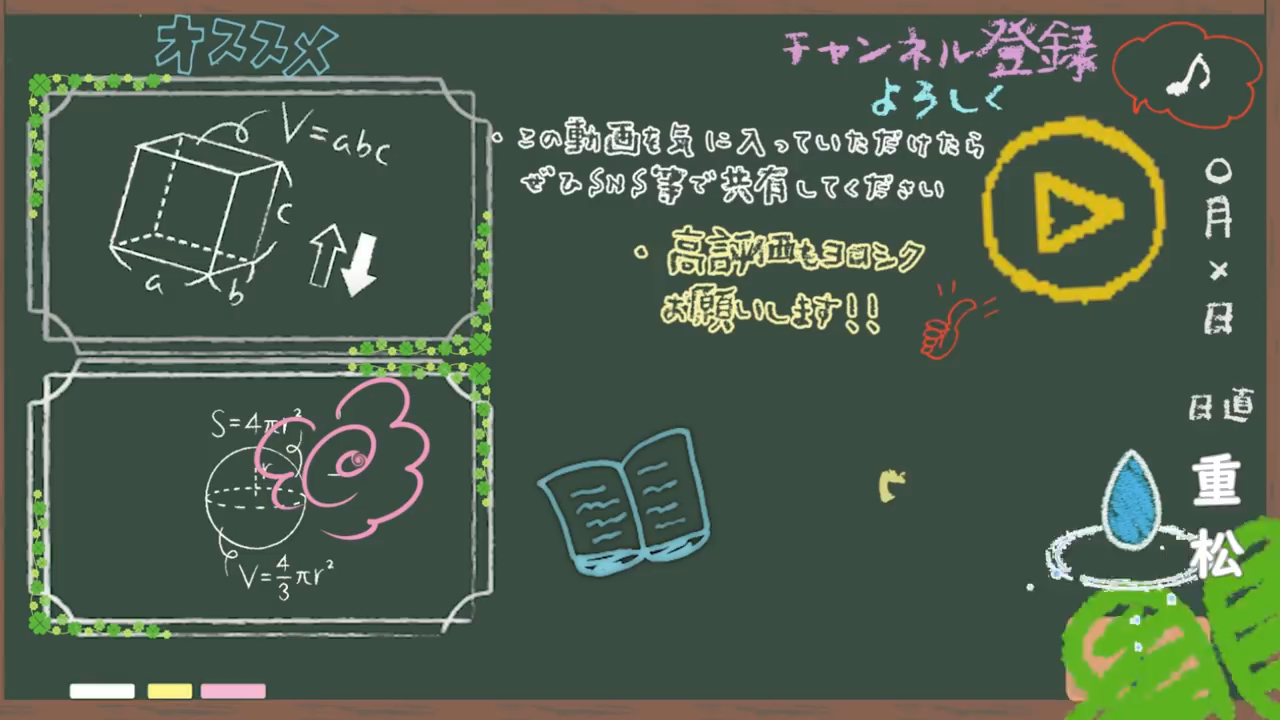 オススメ
V=abc
c
a
b
S=4πr²
r
V=4/3πr²
チャンネル登録
よろしく
・この動画を気に入っていただけたら
ぜひSNS等で共有してください
・高評価もヨロシク
お願いします!!
〇月×日
日直
重松